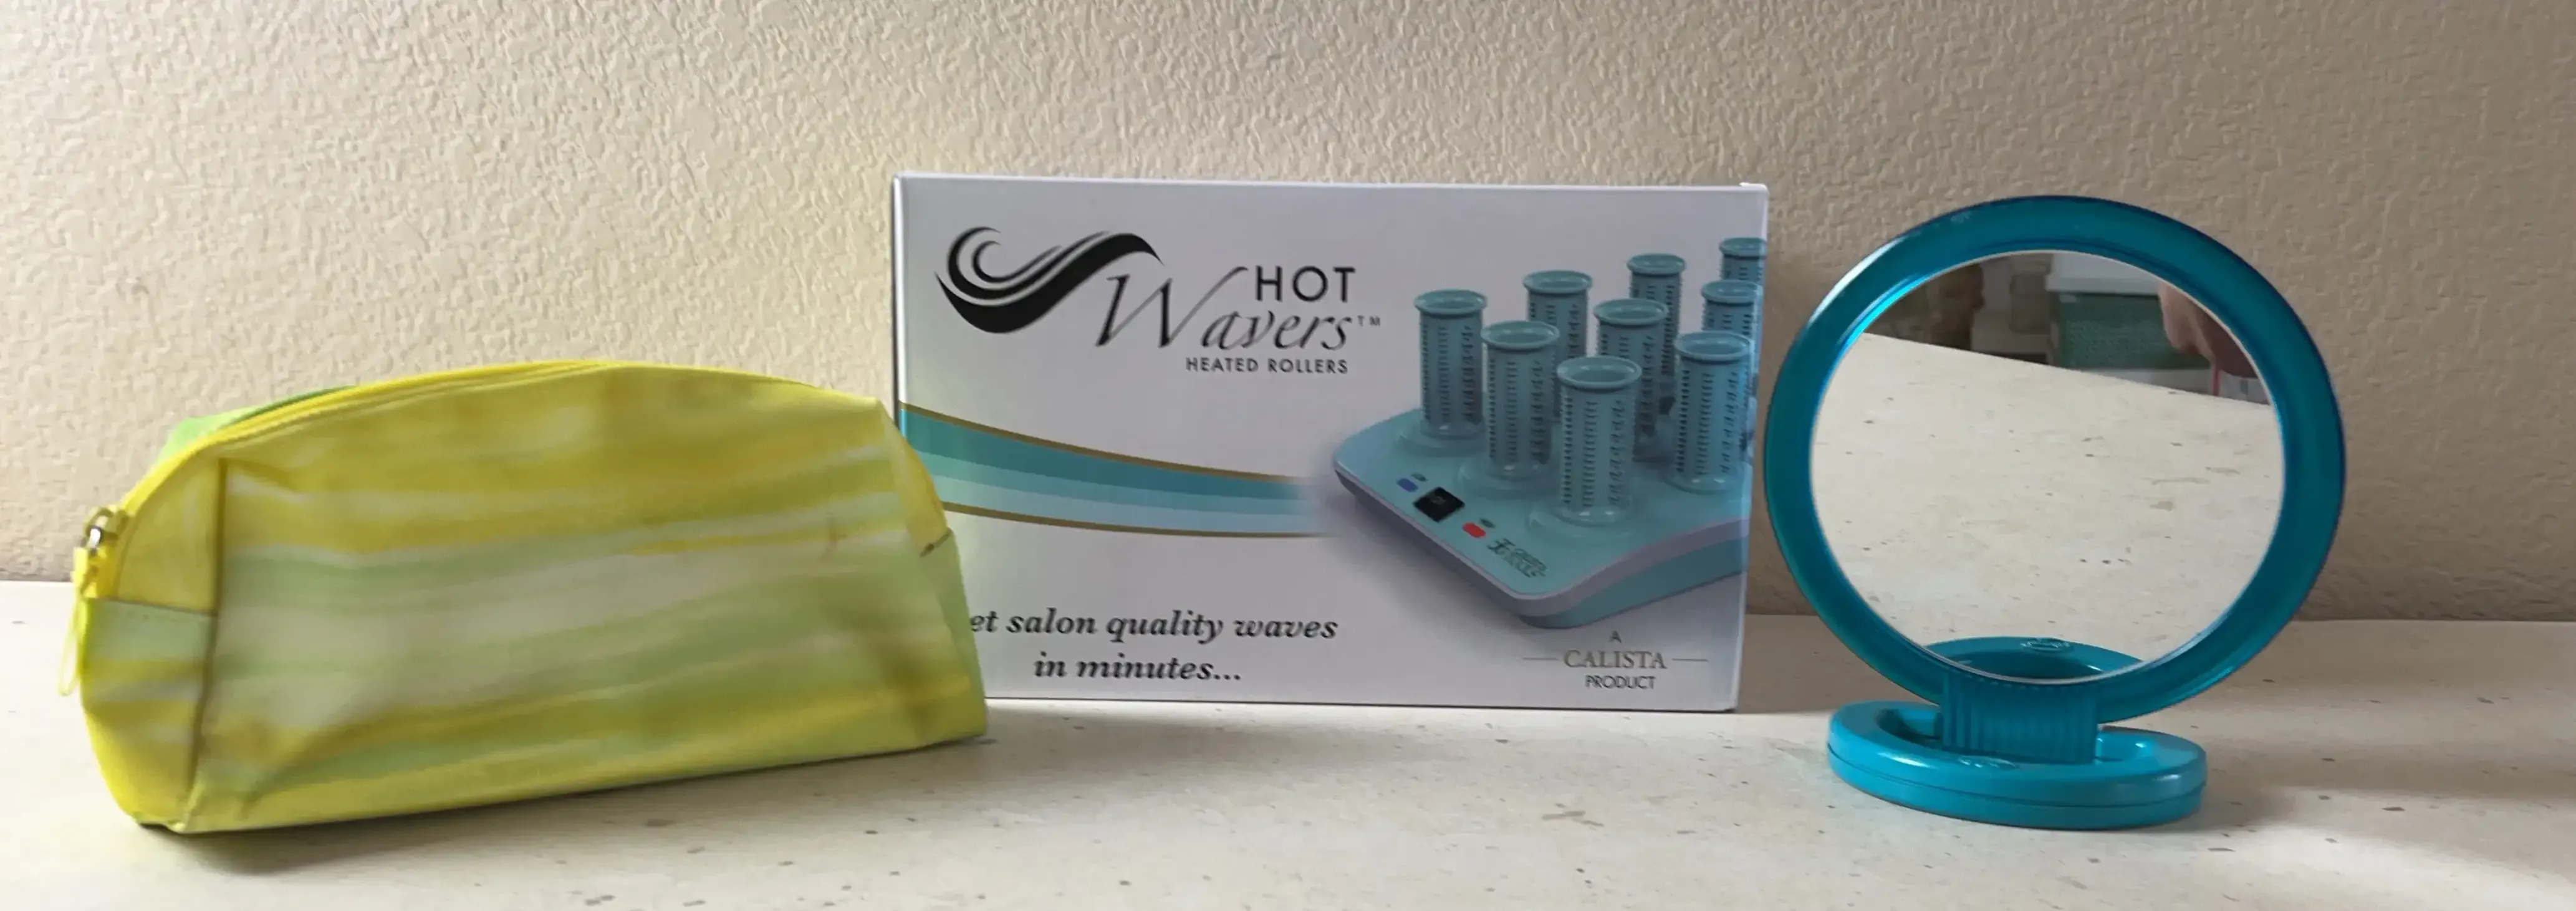 HOT
Wavers™
HEATED ROLLERS
et salon quality waves
in minutes...
A
CALISTA
PRODUCT